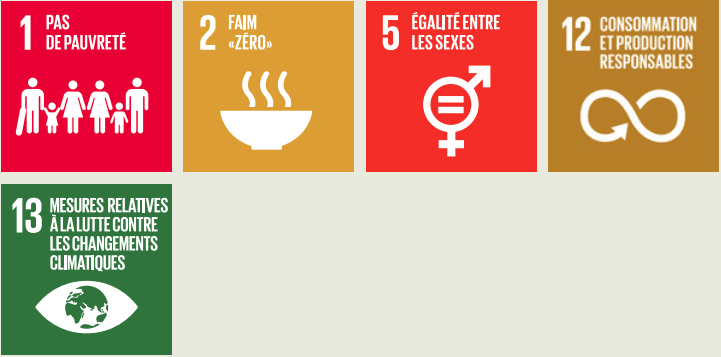 1 PAS
DE PAUVRETÉ
2 FAIM
«ZÉRO»
5 ÉGALITÉ ENTRE
LES SEXES
12 CONSOMMATION
ET PRODUCTION
RESPONSABLES
13 MESURES RELATIVES
À LA LUTTE CONTRE
LES CHANGEMENTS
CLIMATIQUES